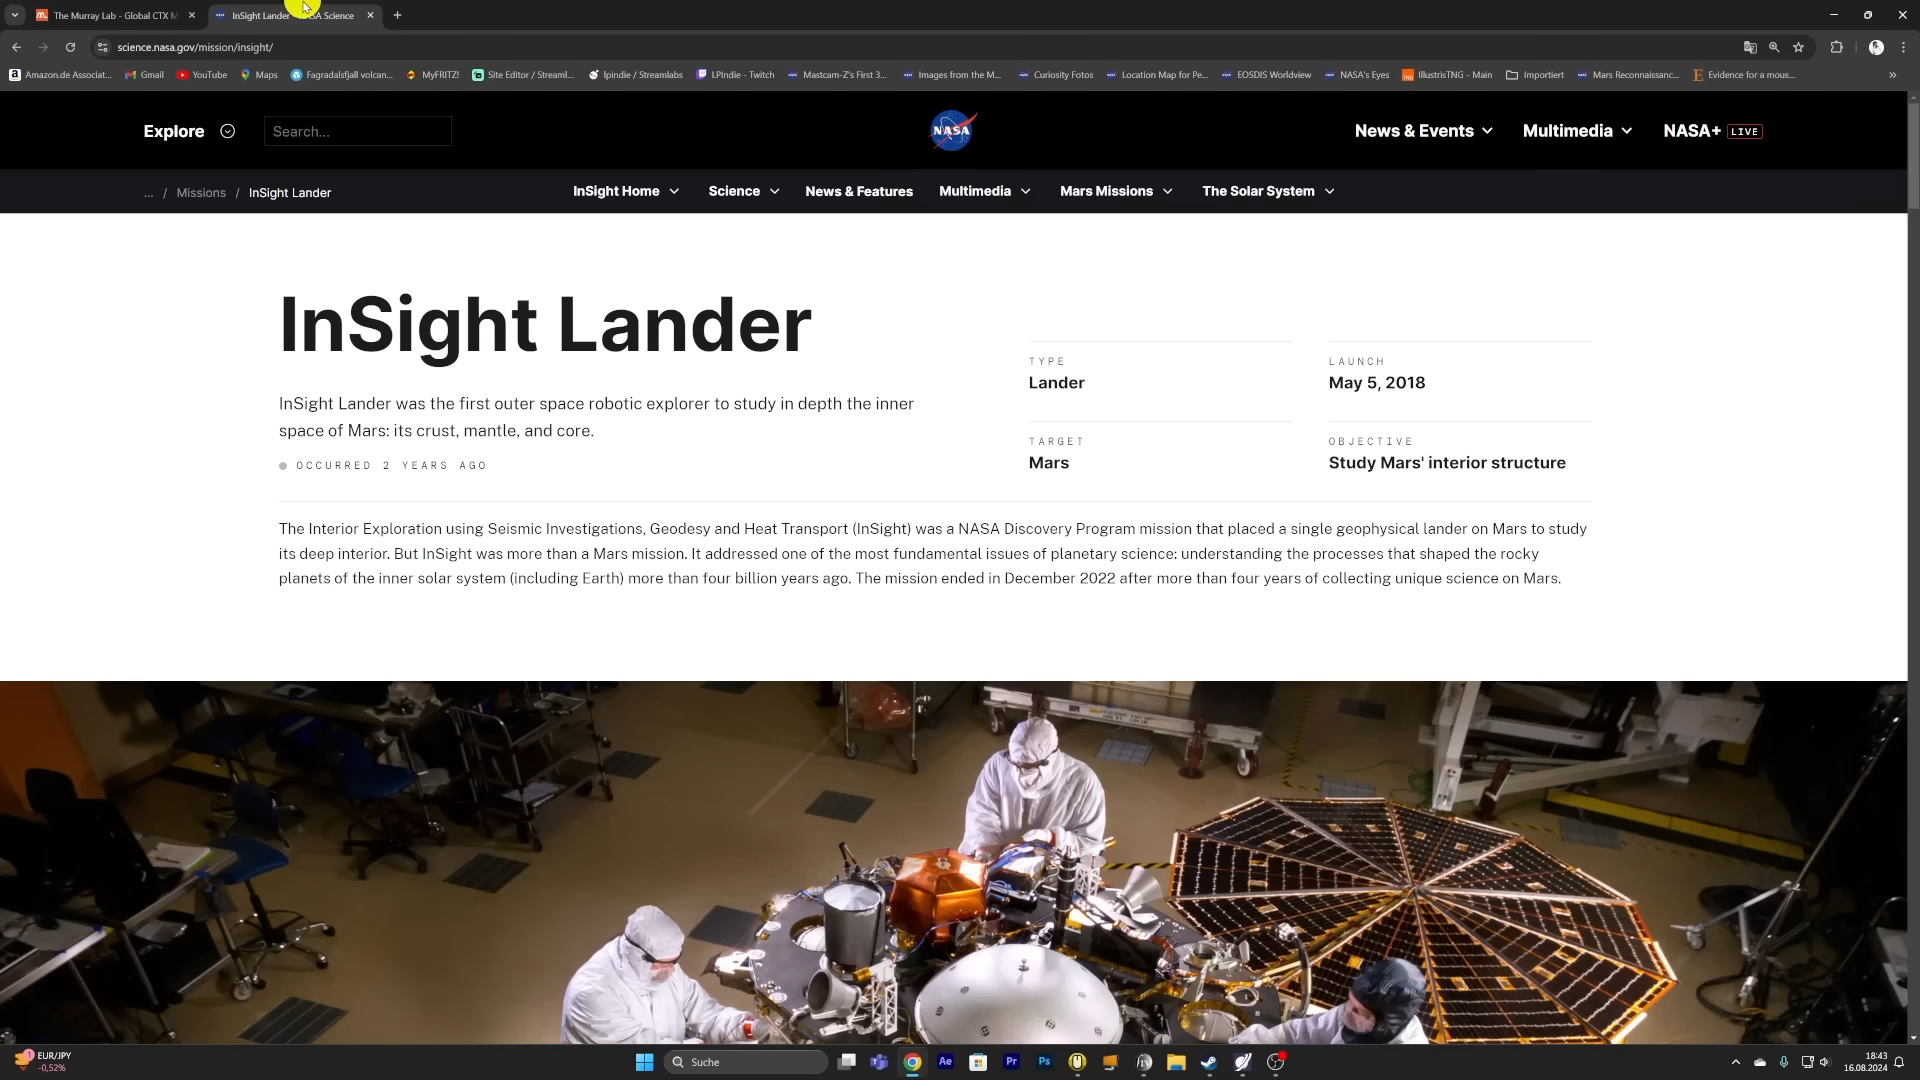 The Murray Lab - Global CTX M
InSight Lander
Science
science.nasa.gov/mission/insight/
Amazon.de Associat...
Gmail
YouTube
Maps
Fagradalsfjall volcan...
MyFRITZ!
Site Editor / Streaml...
lpindie / Streamlabs
LPIndie - Twitch
Mastcam-Z's First 3...
Images from the M...
Curiosity Fotos
Location Map for Pe...
EOSDIS Worldview
NASA's Eyes
IllustrisTNG - Main
Importiert
Mars Reconnaissanc...
Evidence for a mous...
Explore
Search...
NASA
News & Events
Multimedia
NASA+ LIVE
... / Missions / InSight Lander
InSight Home
Science
News & Features
Multimedia
Mars Missions
The Solar System
InSight Lander
InSight Lander was the first outer space robotic explorer to study in depth the inner
space of Mars: its crust, mantle, and core.
OCCURRED 2 YEARS AGO
TYPE
Lander
LAUNCH
May 5, 2018
TARGET
Mars
OBJECTIVE
Study Mars' interior structure
The Interior Exploration using Seismic Investigations, Geodesy and Heat Transport (InSight) was a NASA Discovery Program mission that placed a single geophysical lander on Mars to study
its deep interior. But InSight was more than a Mars mission. It addressed one of the most fundamental issues of planetary science: understanding the processes that shaped the rocky
planets of the inner solar system (including Earth) more than four billion years ago. The mission ended in December 2022 after more than four years of collecting unique science on Mars.
1
EUR/JPY
-0,52%
Suche
Ae
Pr
Ps
18:43
16.08.2024